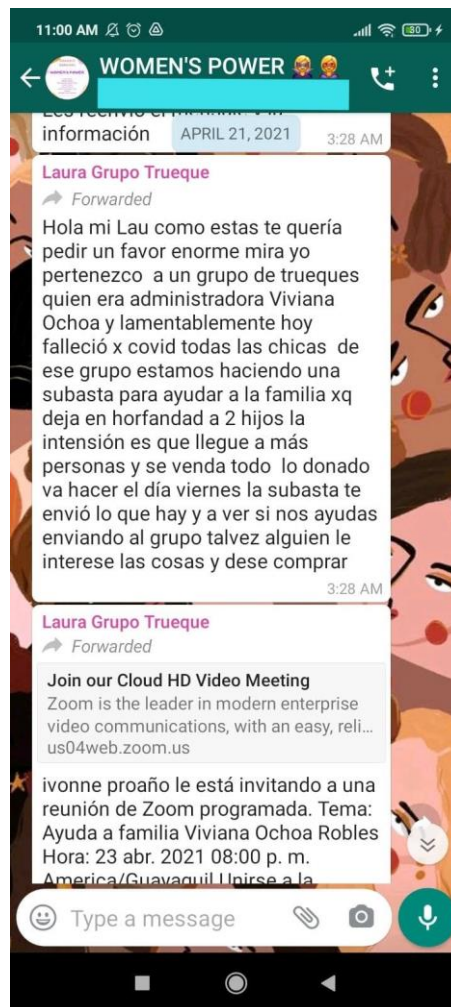 11:00 AM
80
WOMEN'S POWER
información
APRIL 21, 2021
3:28 AM
Laura Grupo Trueque
Forwarded
Hola mi Lau como estas te quería
pedir un favor enorme mira yo
pertenezco a un grupo de trueques
quien era administradora Viviana
Ochoa y lamentablemente hoy
falleció x covid todas las chicas de
ese grupo estamos haciendo una
subasta para ayudar a la familia xq
deja en horfandad a 2 hijos la
intensión es que llegue a más
personas y se venda todo lo donado
va hacer el día viernes la subasta te
envió lo que hay y a ver si nos ayudas
enviando al grupo talvez alguien le
interese las cosas y dese comprar
3:28 AM
Laura Grupo Trueque
Forwarded
Join our Cloud HD Video Meeting
Zoom is the leader in modern enterprise
video communications, with an easy, reli...
us04web.zoom.us
ivonne proaño le está invitando a una
reunión de Zoom programada. Tema:
Ayuda a familia Viviana Ochoa Robles
Hora: 23 abr. 2021 08:00 p. m.
America/Guayaquil Unirse a la
Type a message